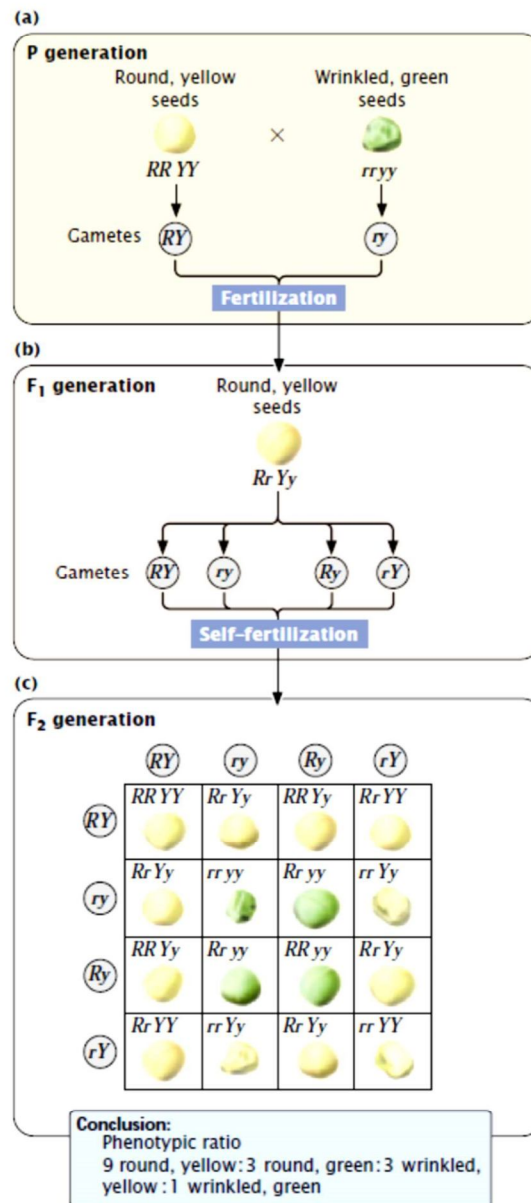 (a)
P generation
Round, yellow
seeds
Wrinkled, green
seeds
×
RR YY
rr yy
Gametes
RY
ry
Fertilization
(b)
F1 generation
Round, yellow
seeds
Rr Yy
Gametes
RY
ry
Ry
rY
Self-fertilization
(c)
F2 generation
RY
ry
Ry
rY
RY
RR YY
Rr Yy
RR Yy
Rr YY
ry
Rr Yy
rr yy
Rr yy
rr Yy
Ry
RR Yy
Rr yy
RR yy
Rr Yy
rY
Rr YY
rr Yy
Rr Yy
rr YY
Conclusion:
Phenotypic ratio
9 round, yellow:3 round, green:3 wrinkled,
yellow:1 wrinkled, green